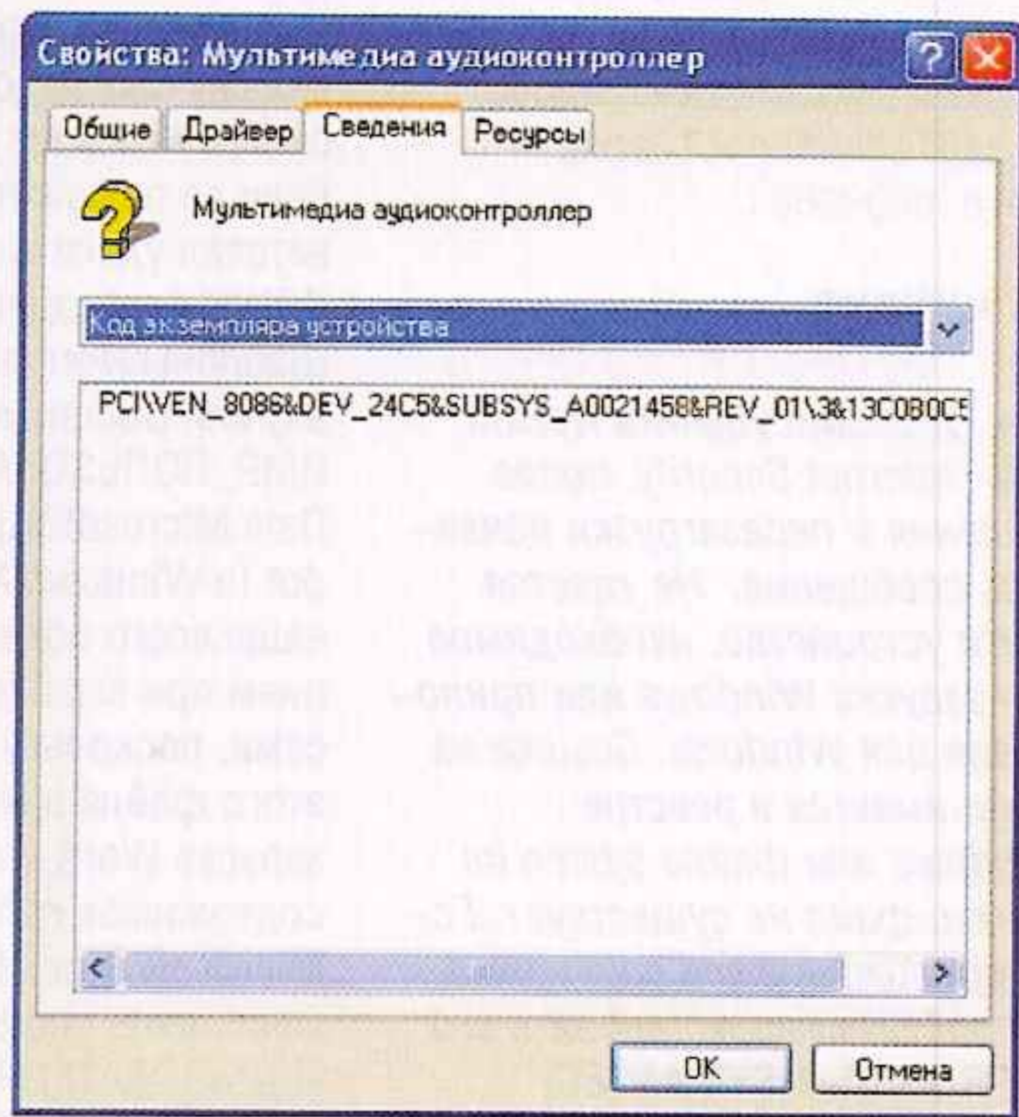 Свойства: Мультимедиа аудиоконтроллер
Общие Драйвер Сведения Ресурсы
Мультимедиа аудиоконтроллер
Код экземпляра устройства
PCI\VEN_8086&DEV_24C5&SUBSYS_A0021458&REV_01\3&13C0B0C5
OK Отмена